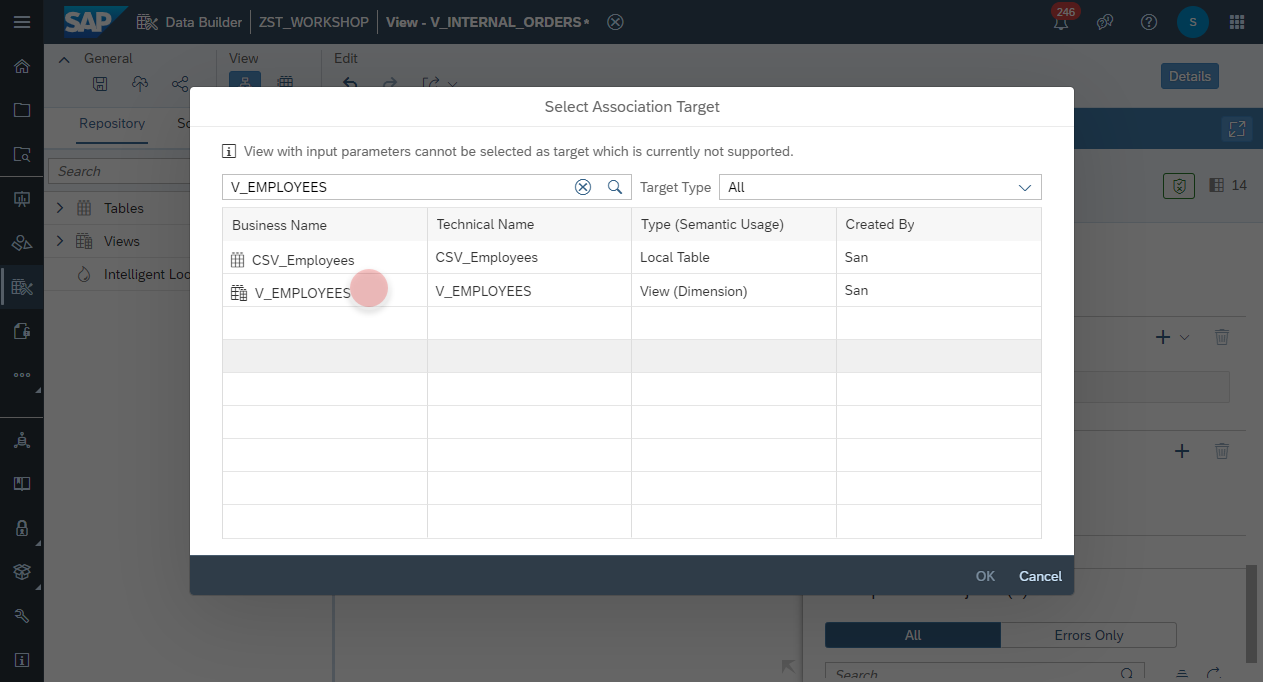 SAP Data Builder ZST_WORKSHOP View - V_INTERNAL_ORDERS* 246 S
General View Edit
Details
Repository
Search
14
Tables
Views
Select Association Target
View with input parameters cannot be selected as target which is currently not supported.
V_EMPLOYEES Target Type All
Business Name Technical Name Type (Semantic Usage) Created By
CSV_Employees CSV_Employees Local Table San
V_EMPLOYEES V_EMPLOYEES View (Dimension) San
OK Cancel
All Errors Only
Search